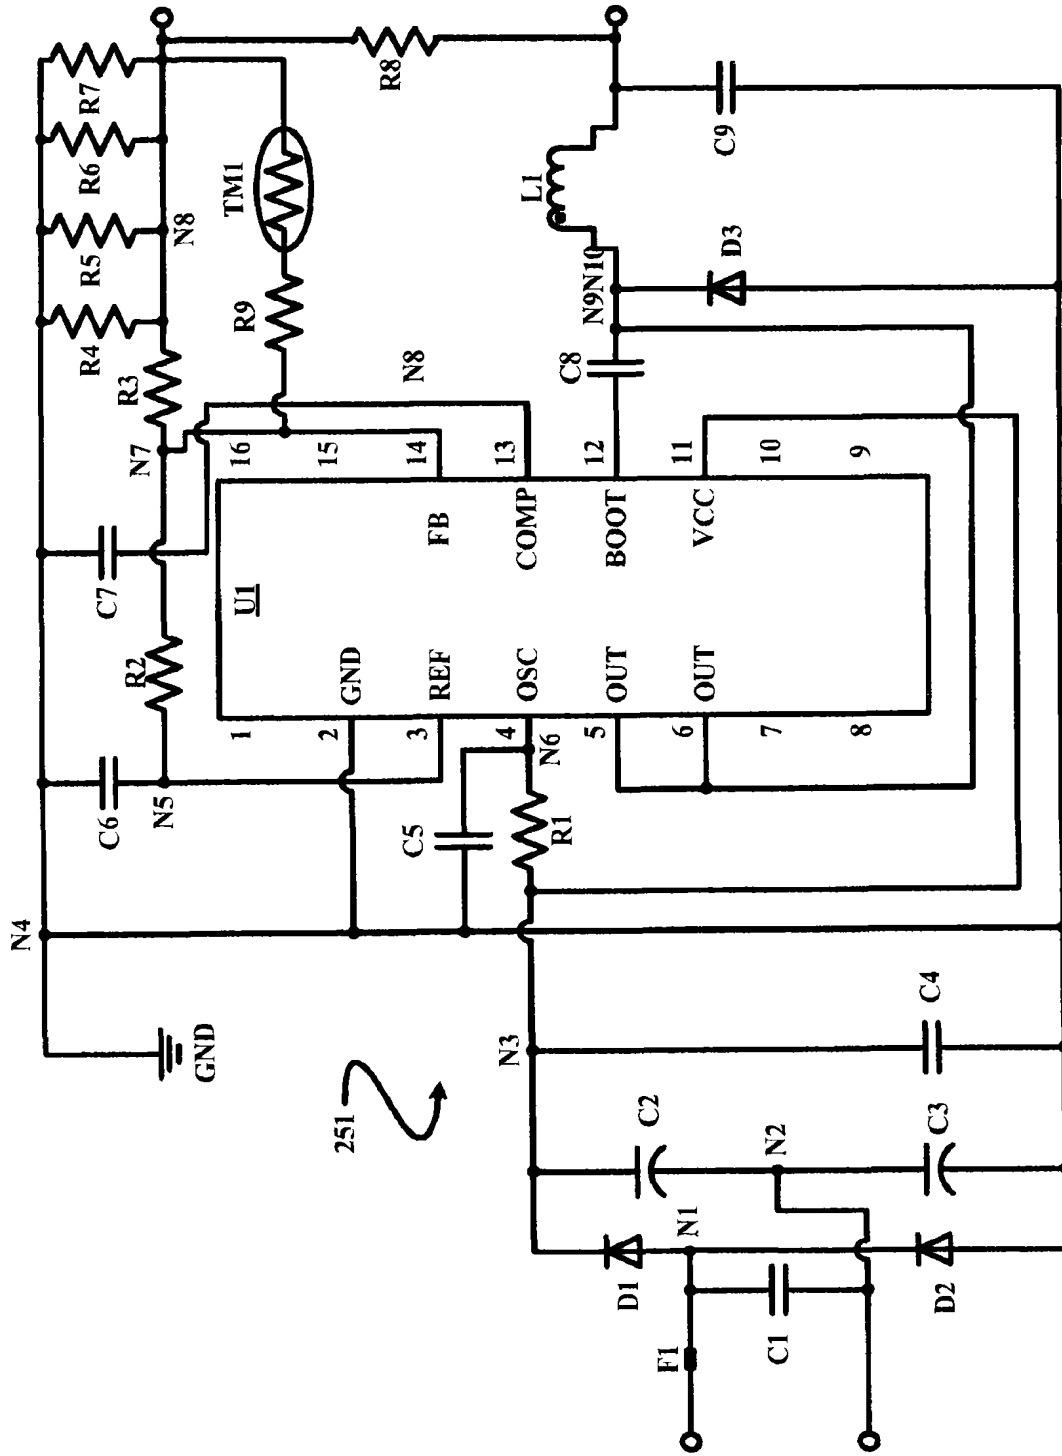 N4
C6
C7
R4
R5
R6
R7
R2
N7
R3
N5
N8
GND
1
U1
16
R9
TM1
251
2
GND
15
C5
3
REF
FB
14
N8
R8
N3
4
OSC
COMP
13
L1
N6
R1
5
OUT
BOOT
12
C8
N9N10
D1
C2
6
OUT
VCC
11
F1
N1
C9
D3
7
10
C1
N2
8
9
D2
C3
C4